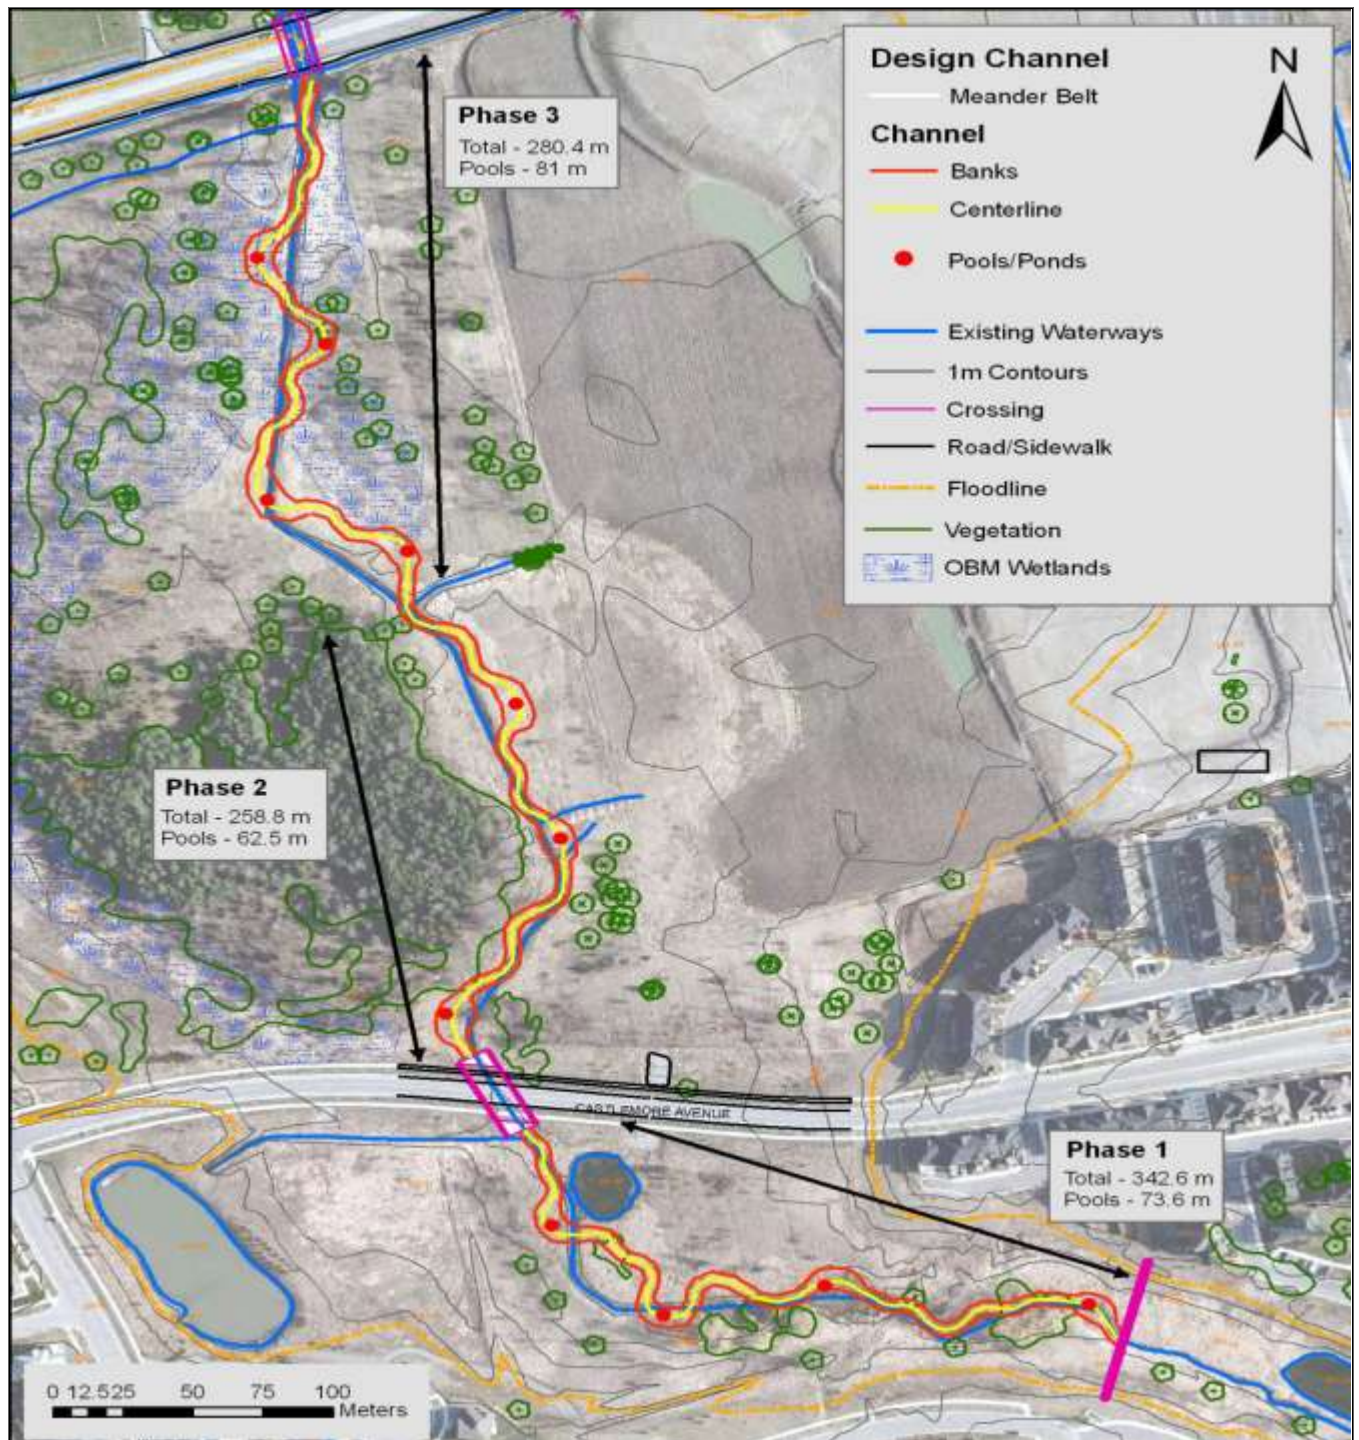 Design Channel
N
Meander Belt
Channel
Banks
Centerline
Pools/Ponds
Existing Waterways
1m Contours
Crossing
Road/Sidewalk
Floodline
Vegetation
OBM Wetlands
Phase 3
Total - 280.4 m
Pools - 81 m
Phase 2
Total - 258.8 m
Pools - 62.5 m
CASTLEMORE AVENUE
Phase 1
Total - 342.6 m
Pools - 73.6 m
0 12.525 50 75 100
Meters